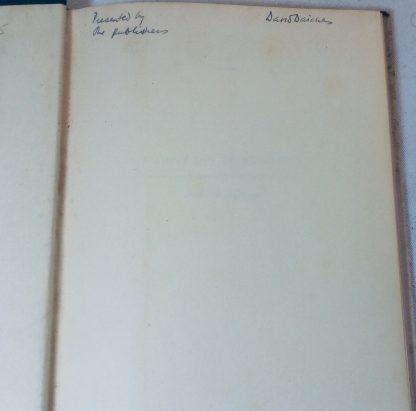 Presented by
the publishers
David Daiches